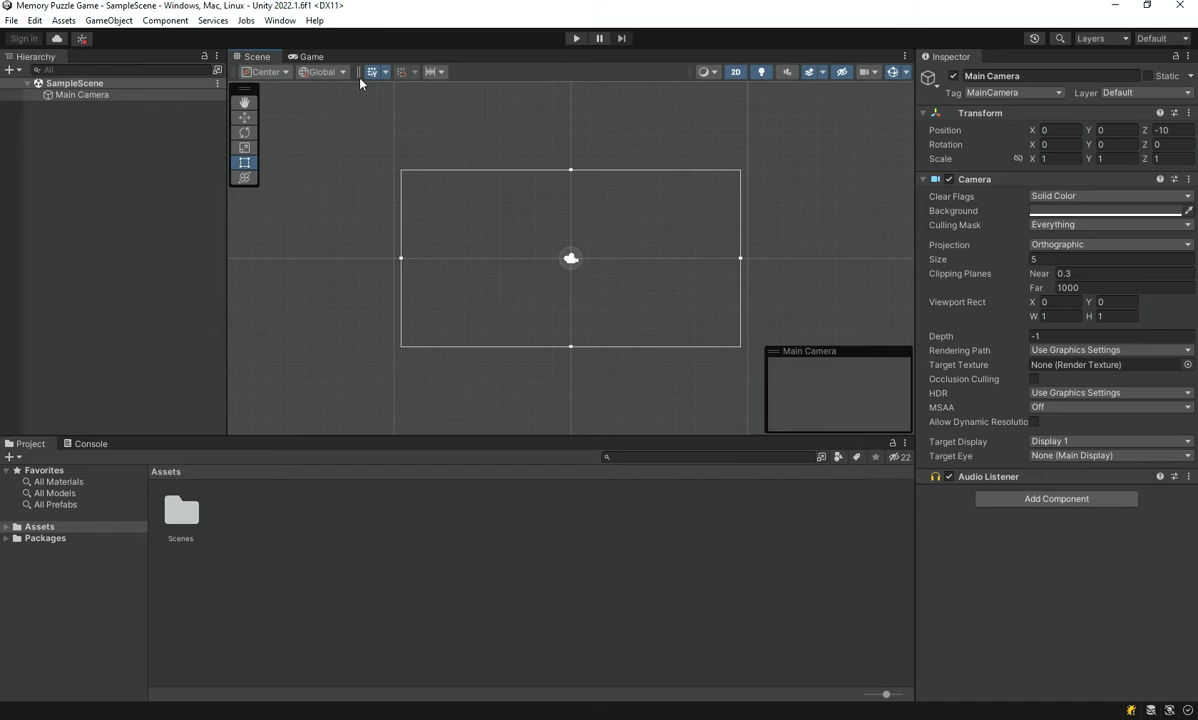 Memory Puzzle Game - SampleScene - Windows, Mac, Linux - Unity 2022.1.6f1 <DX11>
File Edit Assets GameObject Component Services Jobs Window Help
Sign in
Layers
Default
Hierarchy
All
SampleScene
Main Camera
Scene
Game
Center
Global
2D
Main Camera
Inspector
Main Camera
Static
Tag MainCamera
Layer Default
Transform
Position X 0 Y 0 Z -10
Rotation X 0 Y 0 Z 0
Scale X 1 Y 1 Z 1
Camera
Clear Flags Solid Color
Background
Culling Mask Everything
Projection Orthographic
Size 5
Clipping Planes Near 0.3
Far 1000
Viewport Rect X 0 Y 0
W 1 H 1
Depth -1
Rendering Path Use Graphics Settings
Target Texture None (Render Texture)
Occlusion Culling
HDR Use Graphics Settings
MSAA Off
Allow Dynamic Resolutio
Target Display Display 1
Target Eye None (Main Display)
Audio Listener
Add Component
Project
Console
22
Favorites
All Materials
All Models
All Prefabs
Assets
Packages
Assets
Scenes